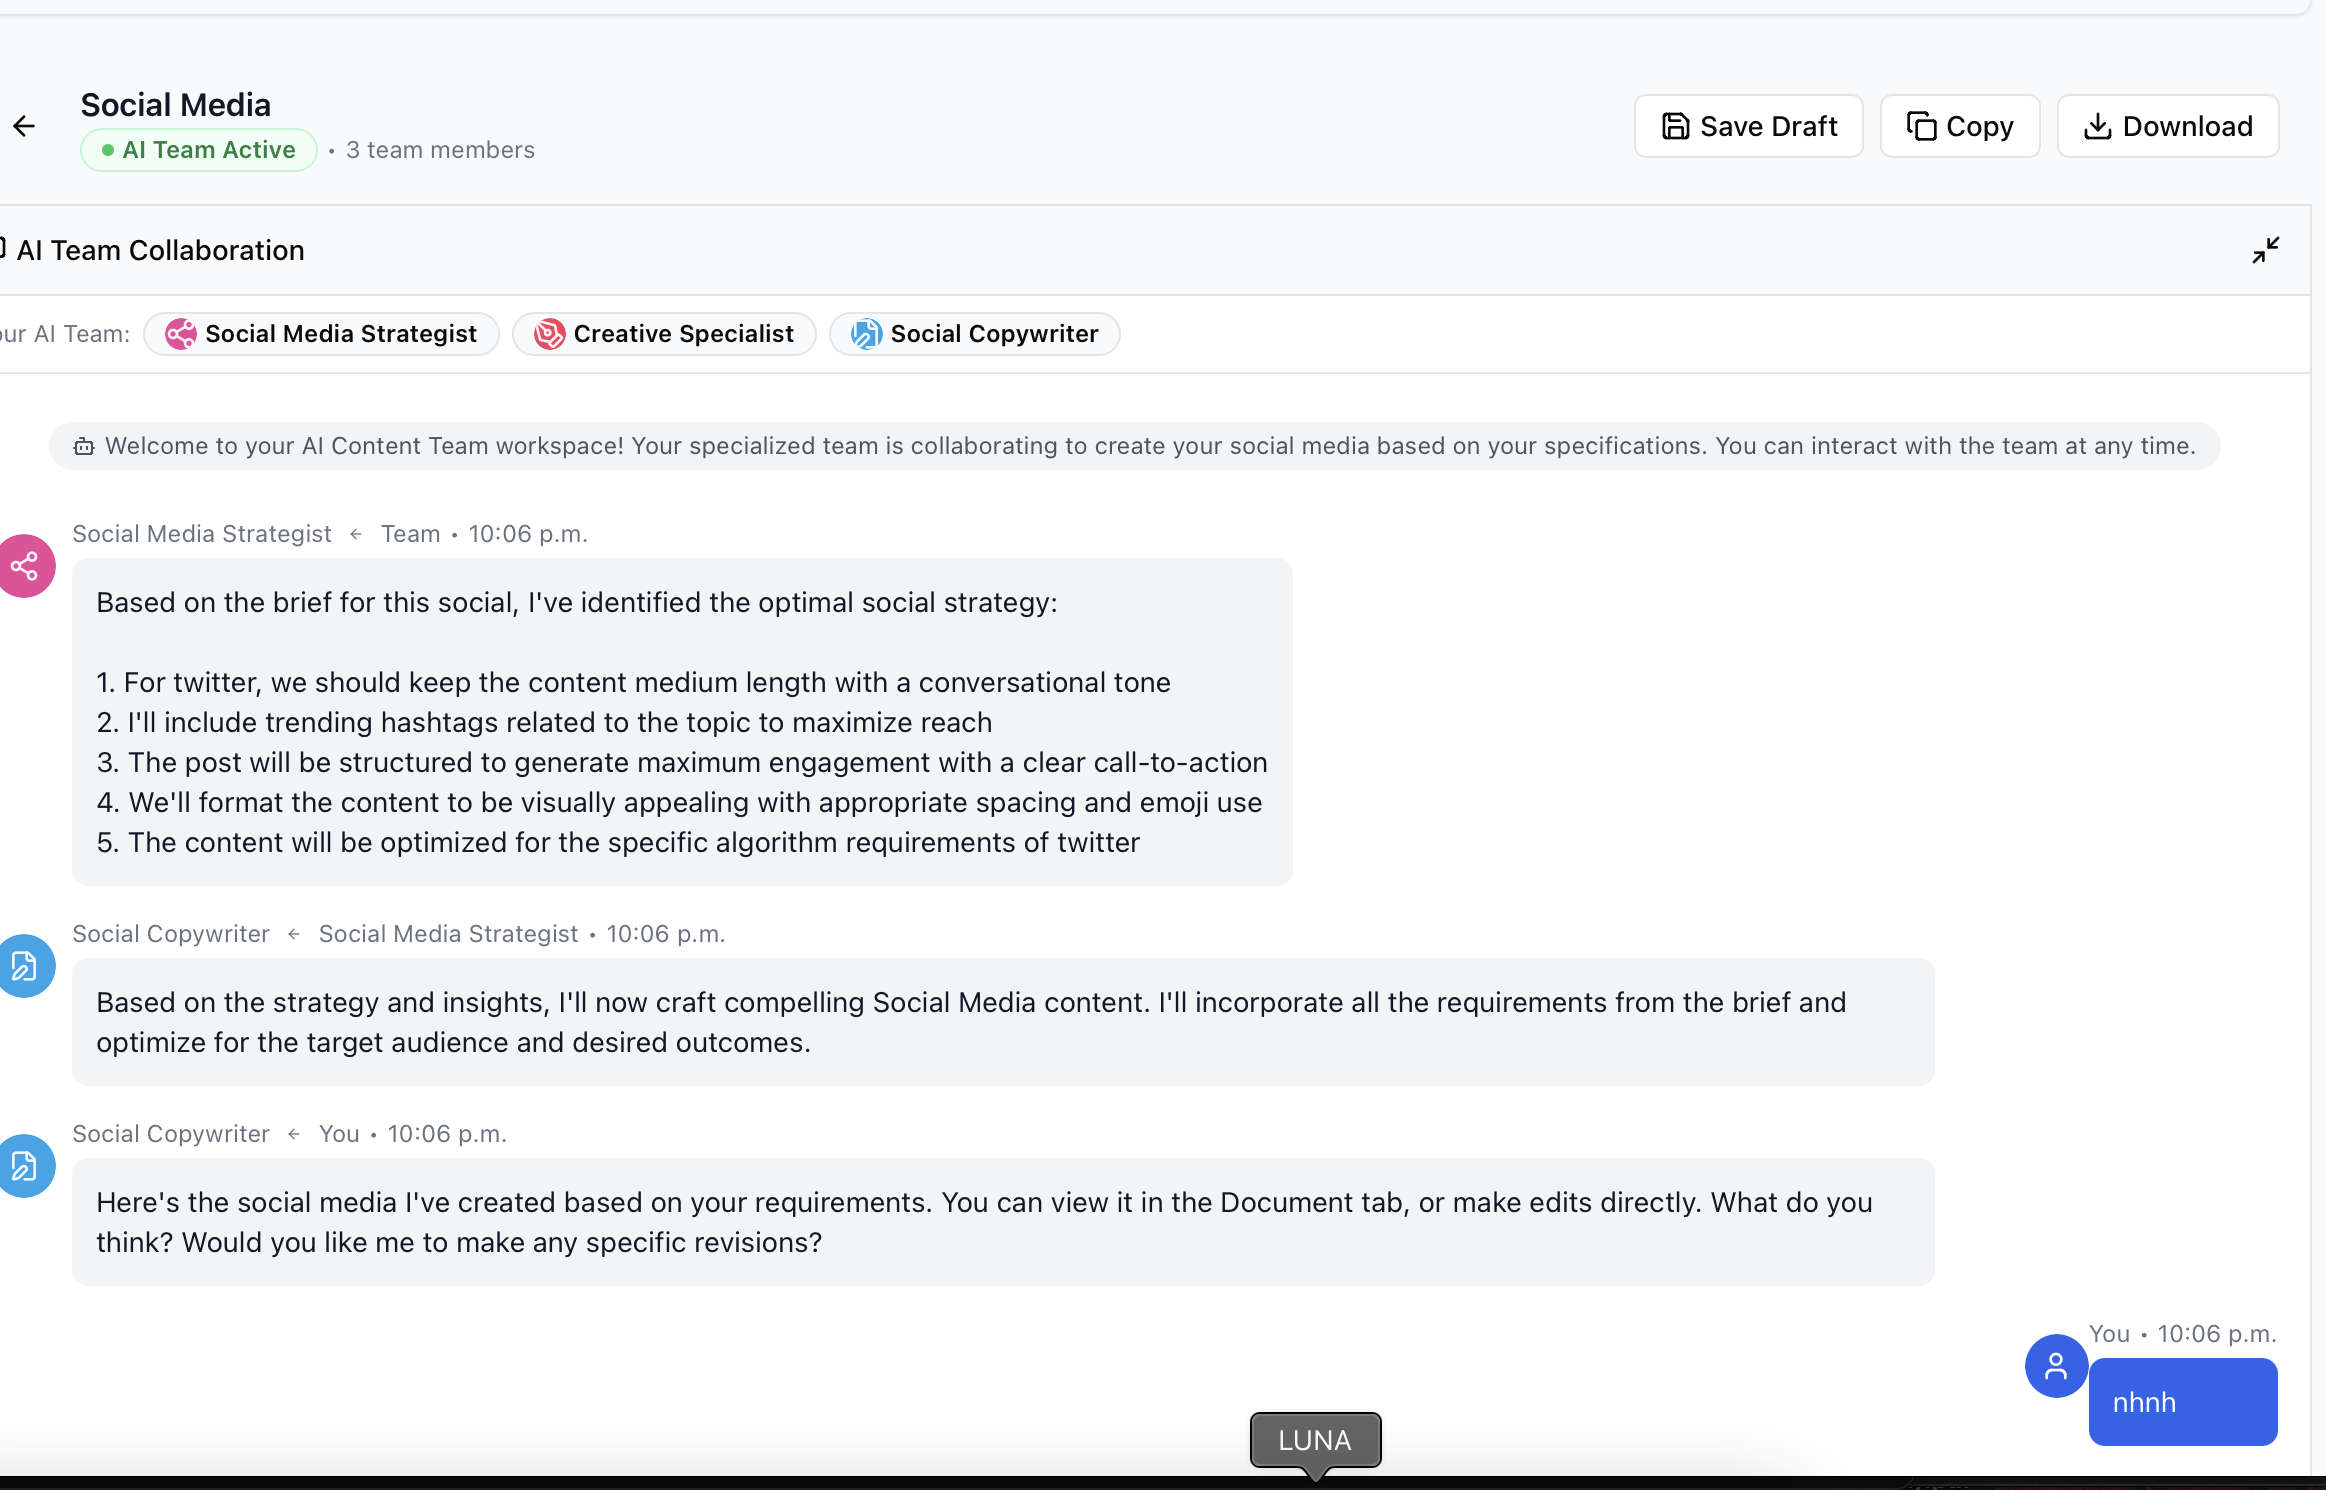 Social Media
AI Team Active • 3 team members
Save Draft
Copy
Download
AI Team Collaboration
AI Team:
Social Media Strategist
Creative Specialist
Social Copywriter
Welcome to your AI Content Team workspace! Your specialized team is collaborating to create your social media based on your specifications. You can interact with the team at any time.
Social Media Strategist ← Team • 10:06 p.m.
Based on the brief for this social, I've identified the optimal social strategy:
1. For twitter, we should keep the content medium length with a conversational tone
2. I'll include trending hashtags related to the topic to maximize reach
3. The post will be structured to generate maximum engagement with a clear call-to-action
4. We'll format the content to be visually appealing with appropriate spacing and emoji use
5. The content will be optimized for the specific algorithm requirements of twitter
Social Copywriter ← Social Media Strategist • 10:06 p.m.
Based on the strategy and insights, I'll now craft compelling Social Media content. I'll incorporate all the requirements from the brief and
optimize for the target audience and desired outcomes.
Social Copywriter ← You • 10:06 p.m.
Here's the social media I've created based on your requirements. You can view it in the Document tab, or make edits directly. What do you
think? Would you like me to make any specific revisions?
You • 10:06 p.m.
nhnh
LUNA